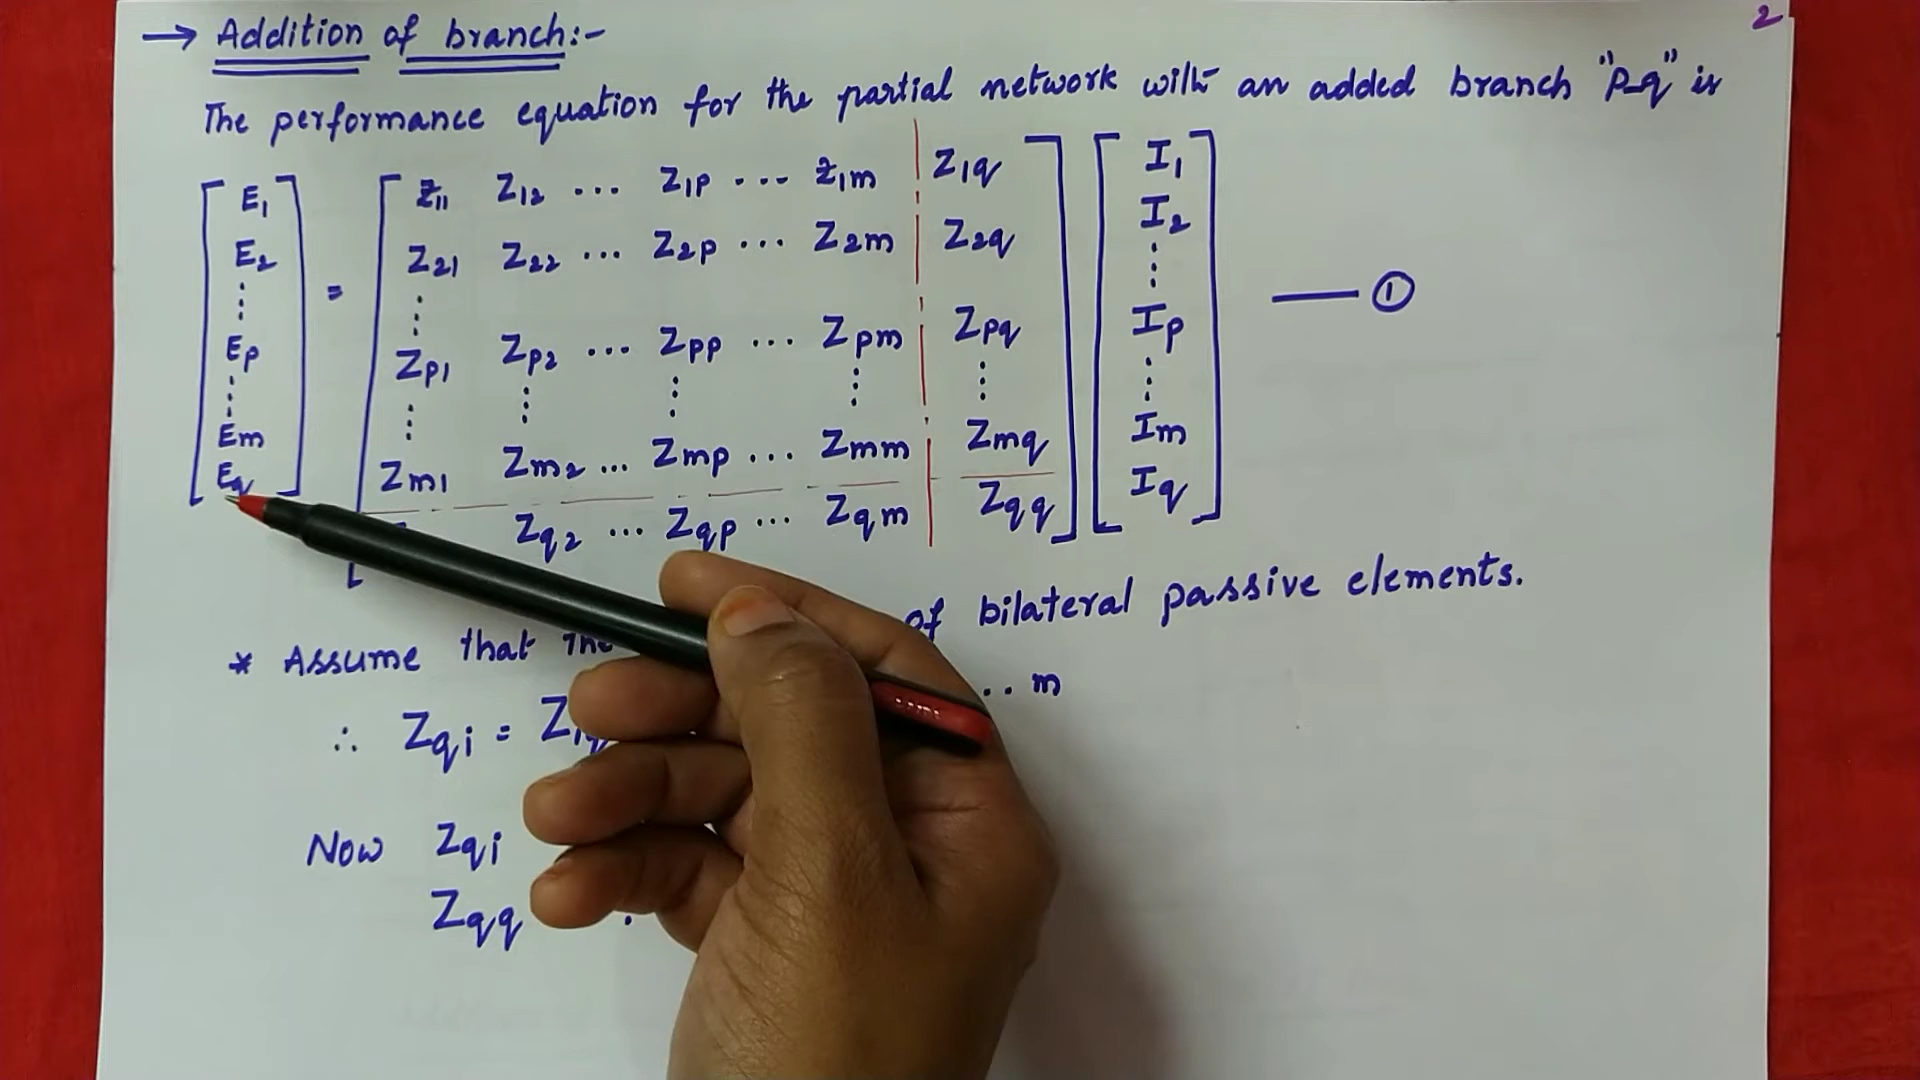 2
→ Addition of branch:-
The performance equation for the partial network with an added branch "p-q" is
[E1 E2 ⋮ Ep ⋮ Em Eq] =
Z11 Z12 ... Z1p ... Z1m Z1q
Z21 Z22 ... Z2p ... Z2m Z2q
⋮
Zp1 Zp2 ... Zpp ... Zpm Zpq
⋮ ⋮ ⋮ ⋮ ⋮
Zm1 Zm2 ... Zmp ... Zmm Zmq
Zq2 ... Zqp ... Zqm Zqq
[I1 I2 ⋮ Ip ⋮ Im Iq] —— ①
* Assume that the of bilateral passive elements.
∴ Zqi = Ziq .. m
Now Zqi
Zqq